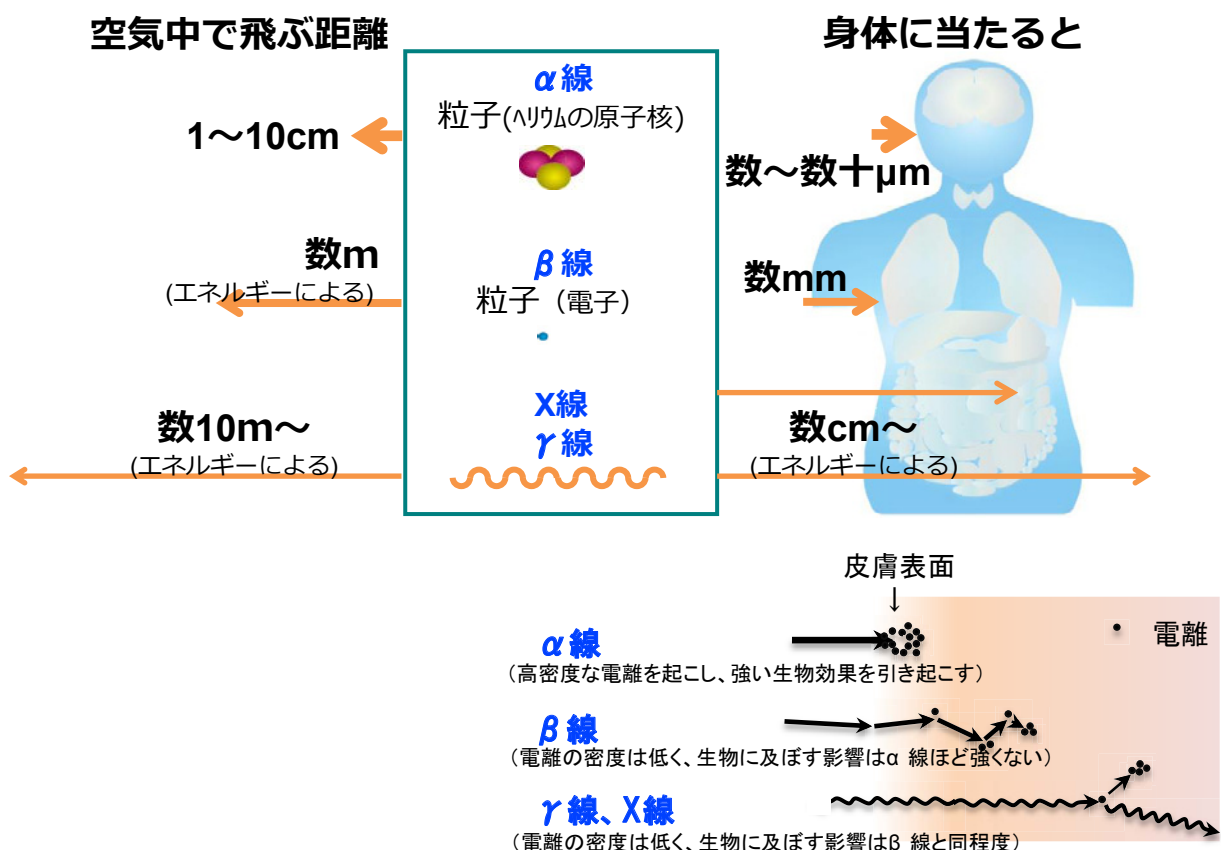 空気中で飛ぶ距離
身体に当たると
α線
粒子(ﾍﾘｳﾑの原子核)
1～10cm
数～数十μm
数m
(エネルギーによる)
β線
粒子（電子）
数mm
X線
γ線
数10m～
(エネルギーによる)
数cm～
(エネルギーによる)
皮膚表面
↓
電離
α線
（高密度な電離を起こし、強い生物効果を引き起こす）
β線
（電離の密度は低く、生物に及ぼす影響はα 線ほど強くない）
γ線、X線
（電離の密度は低く、生物に及ぼす影響はβ 線と同程度）